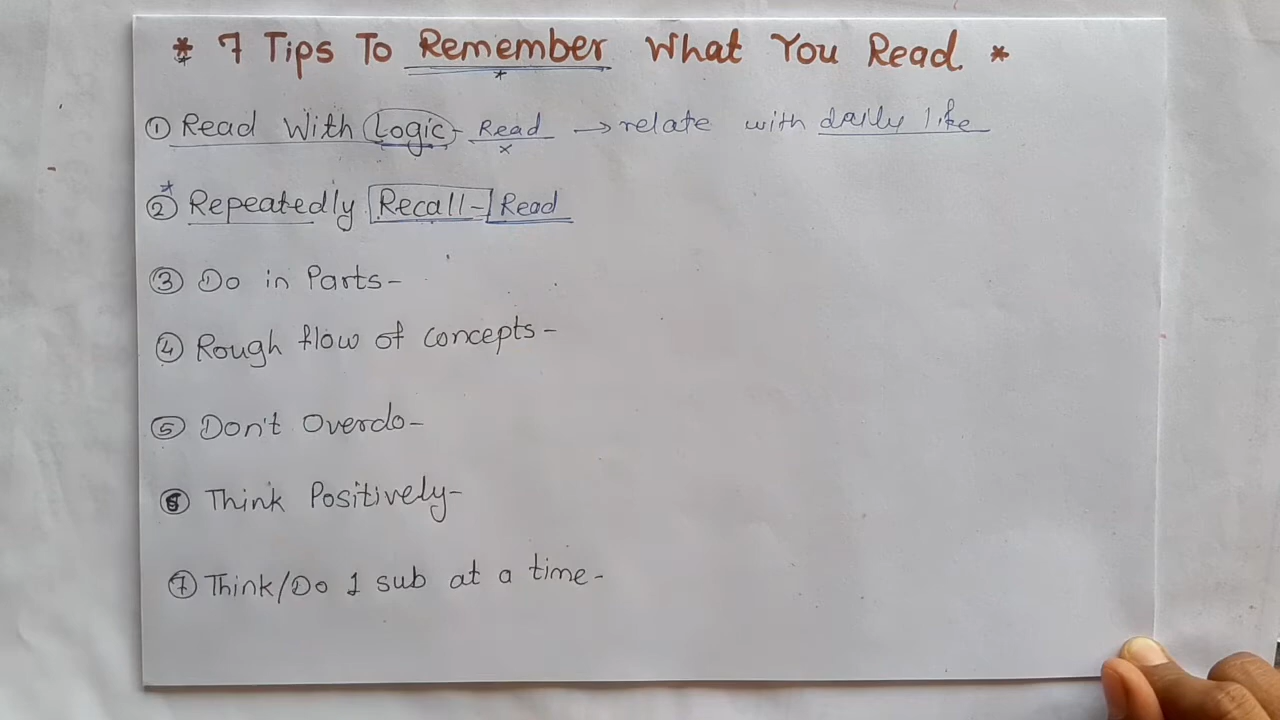 * 7 Tips To Remember What You Read *
① Read With Logic - Read → relate with daily like
② Repeatedly Recall - Read
③ Do in Parts -
④ Rough flow of concepts -
⑤ Don't Overdo -
⑥ Think Positively -
⑦ Think/Do 1 sub at a time -